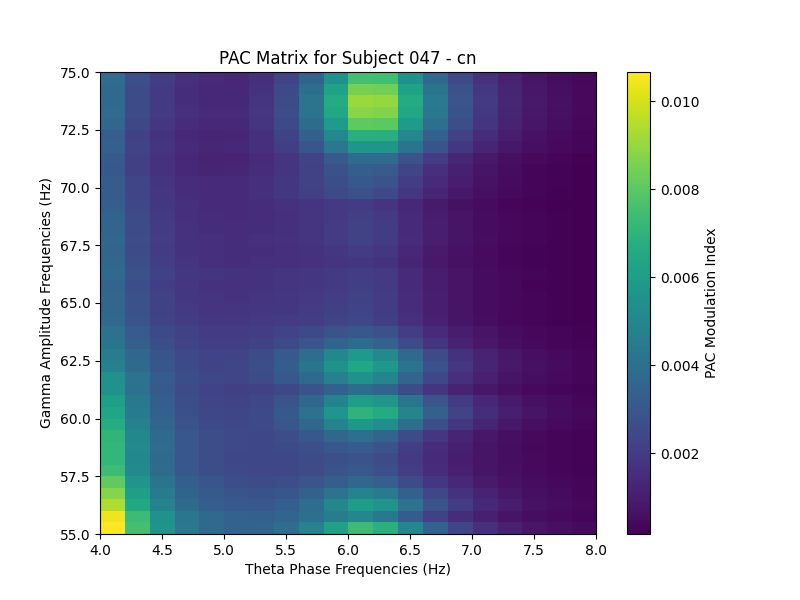 PAC Matrix for Subject 047 - cn
75.0
72.5
70.0
67.5
65.0
62.5
60.0
57.5
55.0
Gamma Amplitude Frequencies (Hz)
4.0 4.5 5.0 5.5 6.0 6.5 7.0 7.5 8.0
Theta Phase Frequencies (Hz)
0.010
0.008
0.006
0.004
0.002
PAC Modulation Index